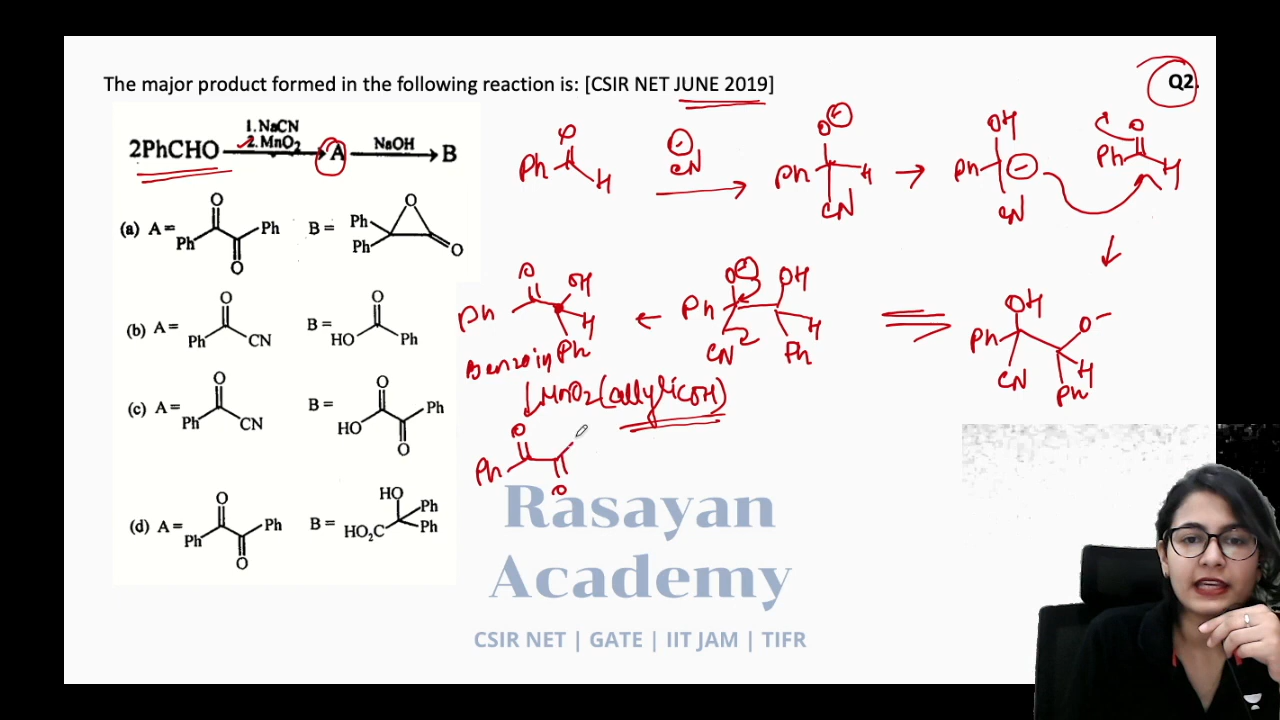 The major product formed in the following reaction is: [CSIR NET JUNE 2019]
Q2.
1. NaCN
2. MnO2
2PhCHO A NaOH B
(a) A = O Ph Ph O B = Ph Ph O O
(b) A = O Ph CN B = O HO Ph
(c) A = O Ph CN B = O HO Ph O
(d) A = O Ph Ph O B = HO Ph HO2C Ph
O Ph H
⊖ CN
O⊖ Ph H CN
OH Ph ⊖ CN
O Ph H
OH Ph O− CN H Ph
O⊖ OH Ph CN H Ph
O OH Ph H Ph
Benzoin
MnO2 (allylic OH)
O Ph O
Rasayan
Academy
CSIR NET | GATE | IIT JAM | TIFR